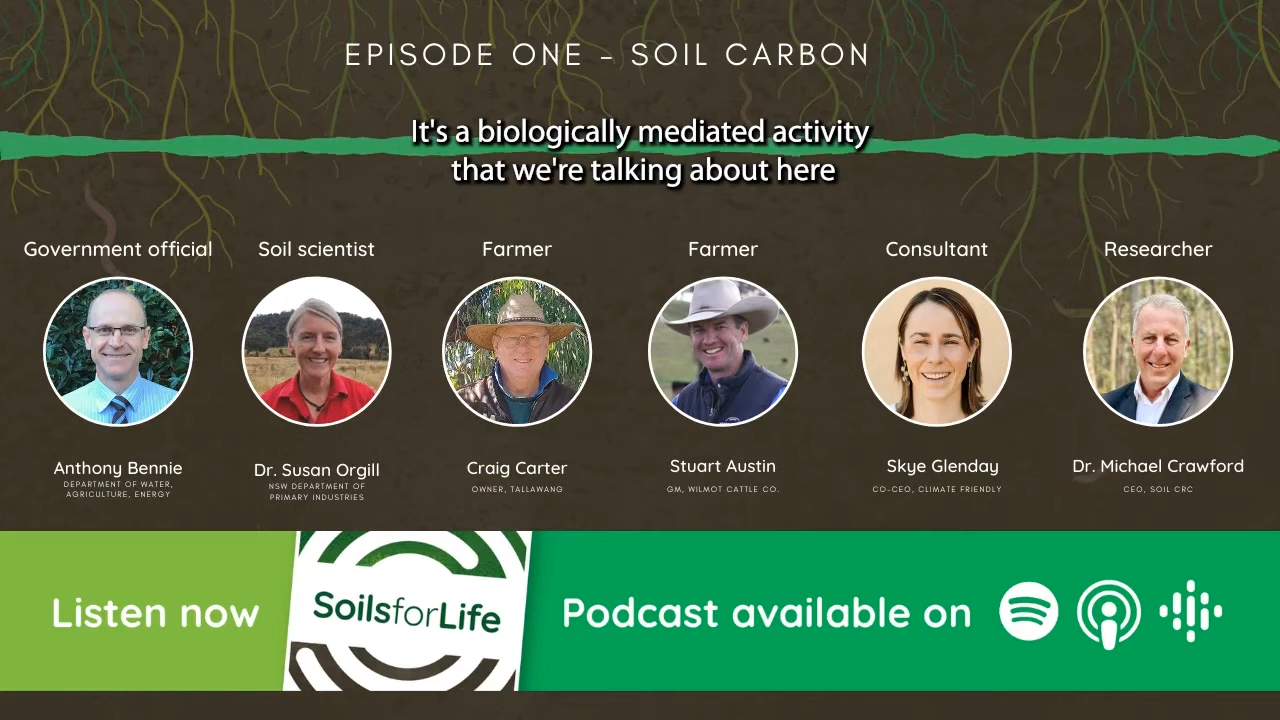 EPISODE ONE – SOIL CARBON
It's a biologically mediated activity
that we're talking about here
Government official
Soil scientist
Farmer
Farmer
Consultant
Researcher
Anthony Bennie
DEPARTMENT OF WATER,
AGRICULTURE, ENERGY
Dr. Susan Orgill
NSW DEPARTMENT OF
PRIMARY INDUSTRIES
Craig Carter
OWNER, TALLAWANG
Stuart Austin
GM, WILMOT CATTLE CO.
Skye Glenday
CO-CEO, CLIMATE FRIENDLY
Dr. Michael Crawford
CEO, SOIL CRC
Listen now
SoilsforLife
Podcast available on